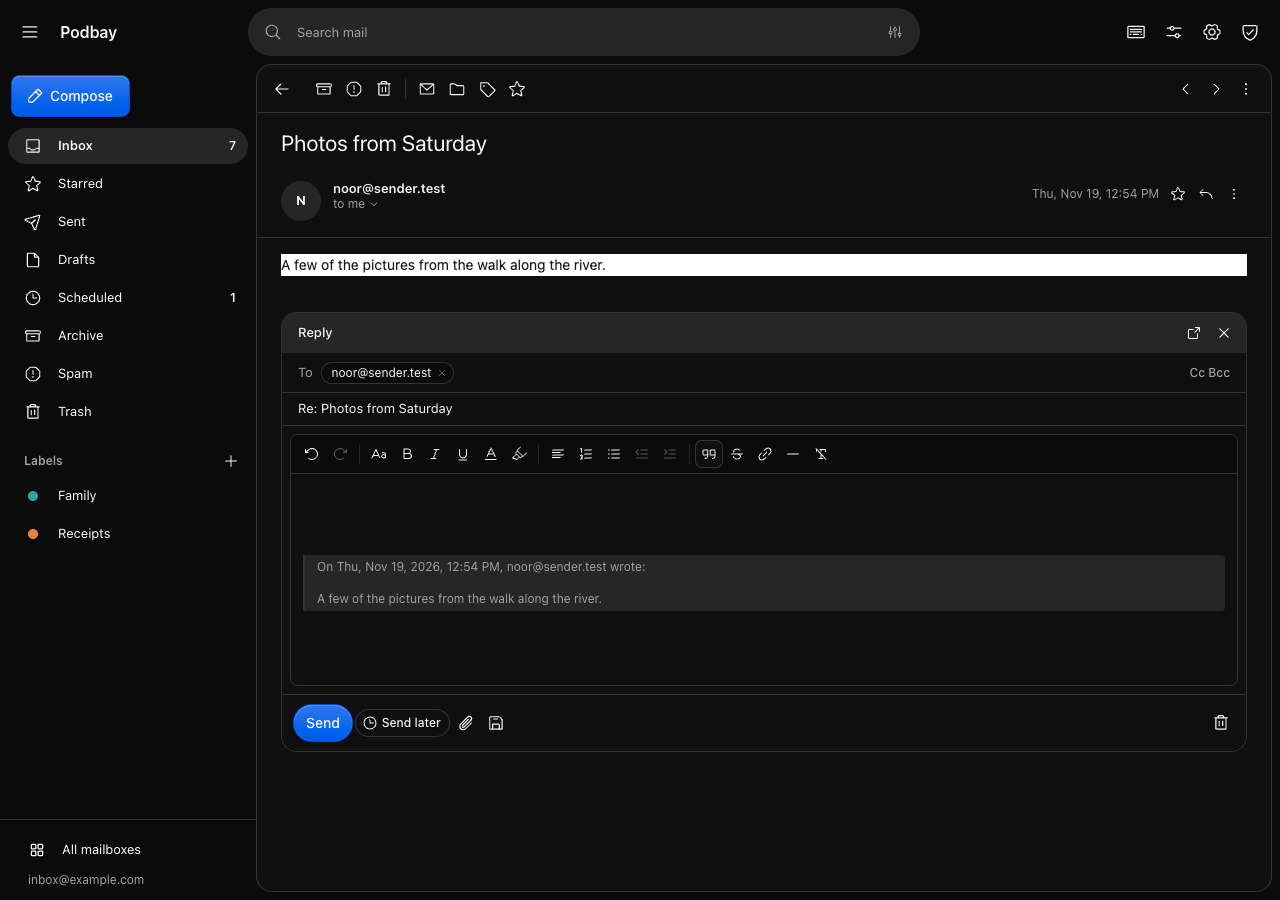 Podbay
Search mail
Compose
Inbox 7
Starred
Sent
Drafts
Scheduled 1
Archive
Spam
Trash
Labels
Family
Receipts
All mailboxes
inbox@example.com
Photos from Saturday
N
noor@sender.test
to me
Thu, Nov 19, 12:54 PM
A few of the pictures from the walk along the river.
Reply
To noor@sender.test Cc Bcc
Re: Photos from Saturday
Aa B I U A
On Thu, Nov 19, 2026, 12:54 PM, noor@sender.test wrote:
A few of the pictures from the walk along the river.
Send Send later